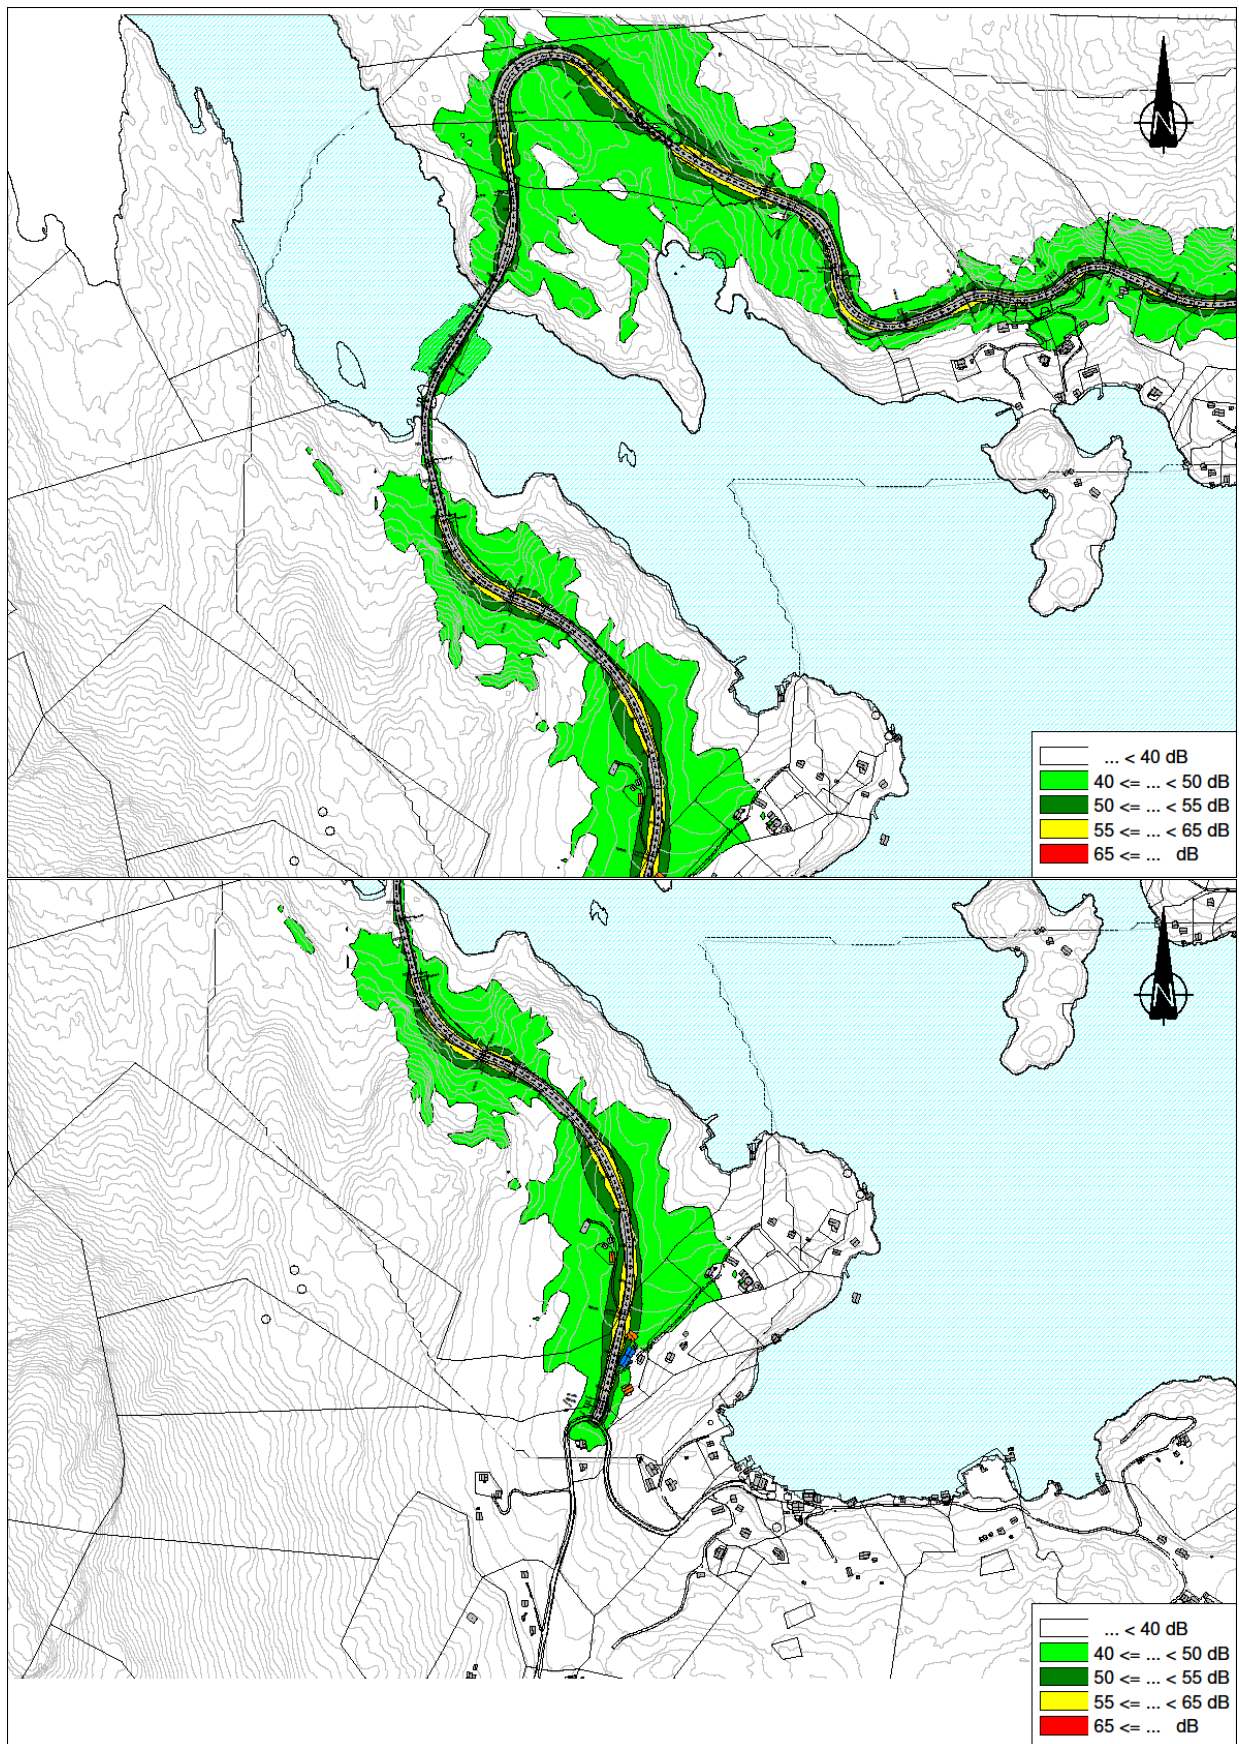 N
... < 40 dB
40 <= ... < 50 dB
50 <= ... < 55 dB
55 <= ... < 65 dB
65 <= ... dB
N
... < 40 dB
40 <= ... < 50 dB
50 <= ... < 55 dB
55 <= ... < 65 dB
65 <= ... dB